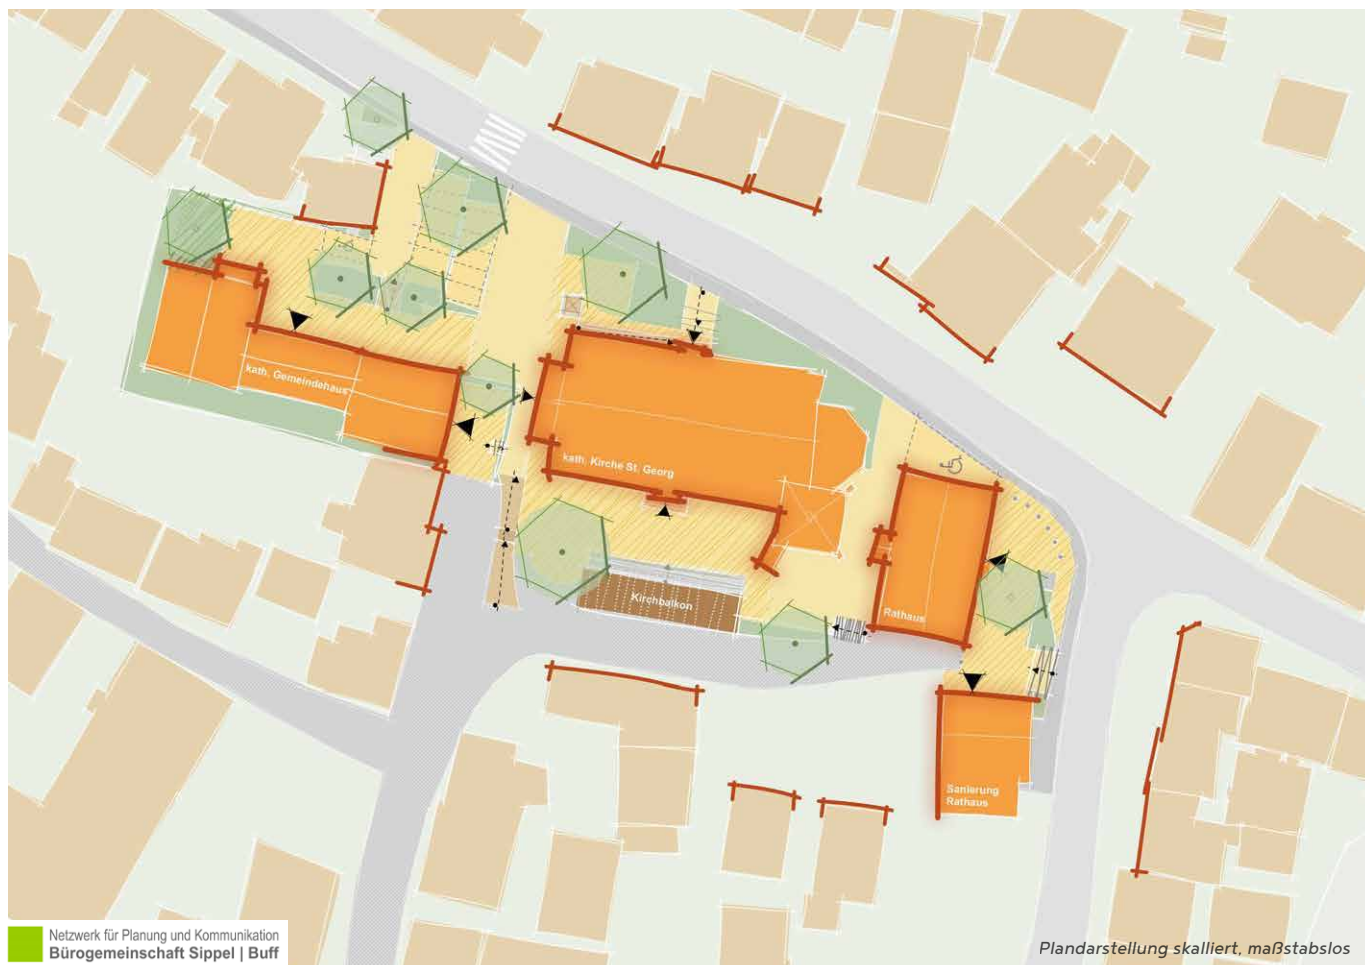 kath. Gemeindehaus
kath. Kirche St. Georg
Kirchbalkon
Rathaus
Sanierung
Rathaus
Netzwerk für Planung und Kommunikation
Bürogemeinschaft Sippel | Buff
Plandarstellung skalliert, maßstabslos